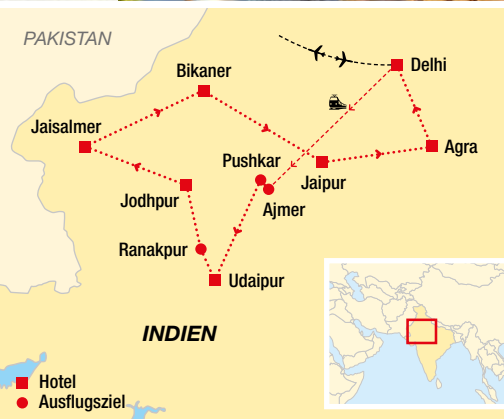 PAKISTAN
Delhi
Bikaner
Jaisalmer
Agra
Pushkar
Jaipur
Jodhpur
Ajmer
Ranakpur
Udaipur
INDIEN
Hotel
Ausflugsziel